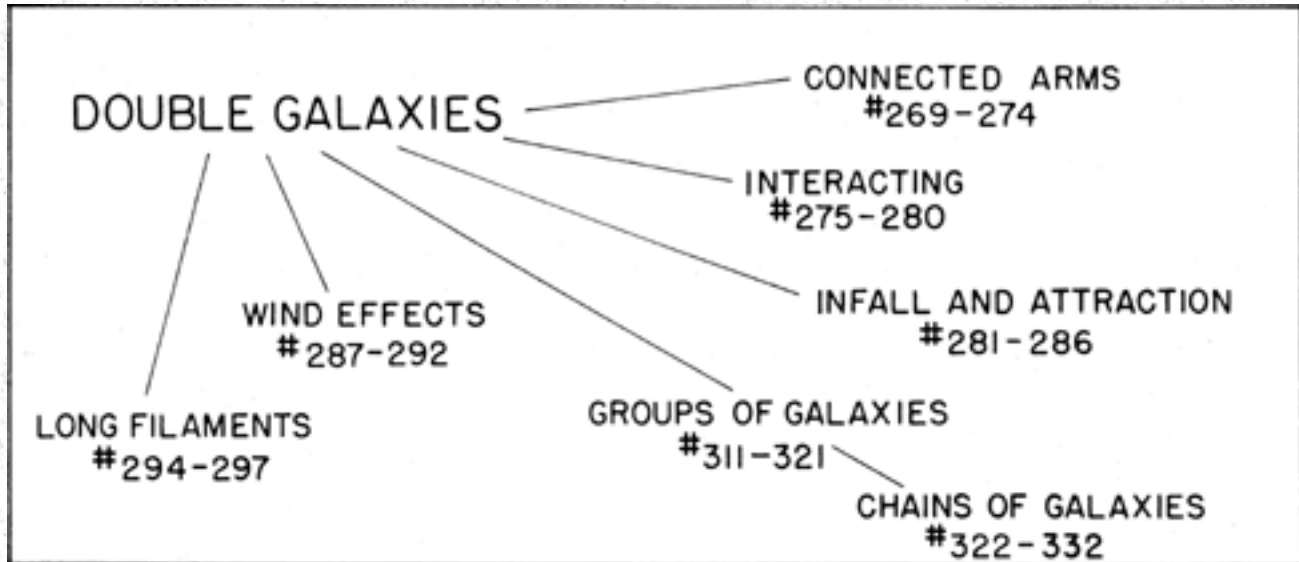 DOUBLE GALAXIES
CONNECTED ARMS
#269-274
INTERACTING
#275-280
INFALL AND ATTRACTION
#281-286
WIND EFFECTS
#287-292
LONG FILAMENTS
#294-297
GROUPS OF GALAXIES
#311-321
CHAINS OF GALAXIES
#322-332